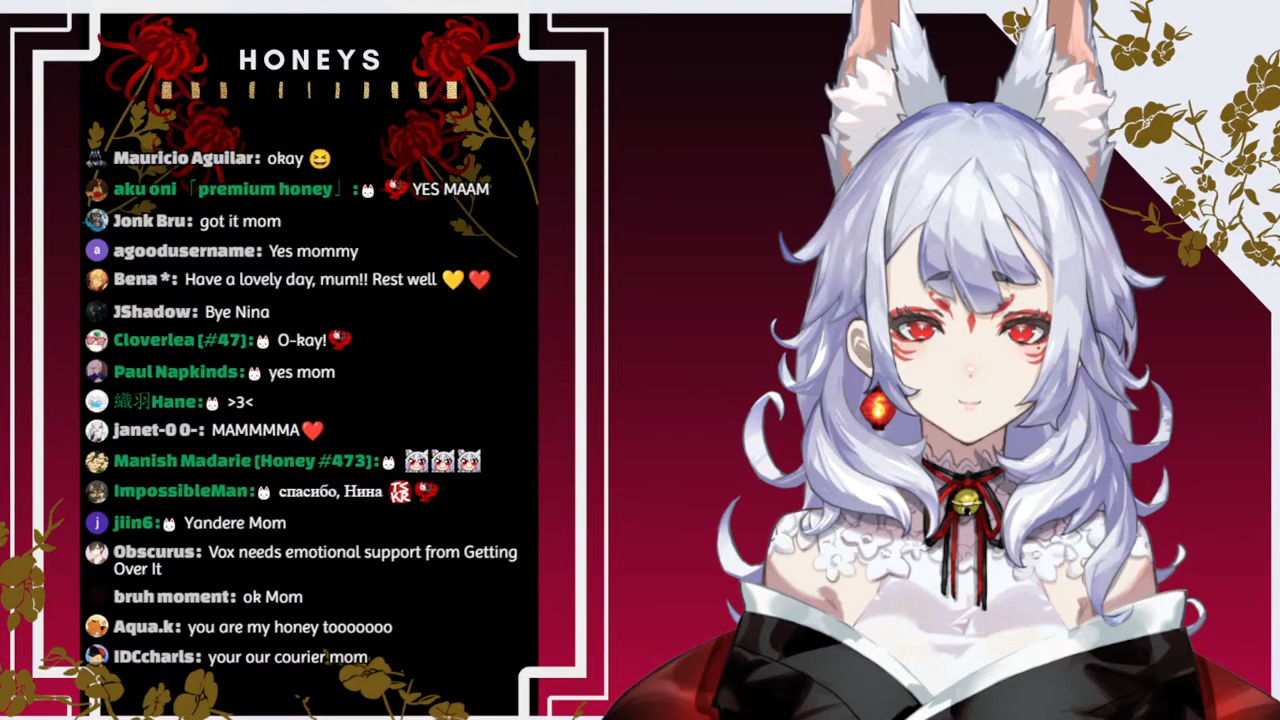 HONEYS
Mauricio Aguilar: okay 😆
aku oni「premium honey」: YES MAAM
Jonk Bru: got it mom
a agoodusername: Yes mommy
Bena *: Have a lovely day, mum!! Rest well 💛 ❤️
JShadow: Bye Nina
Cloverlea [#47]: O-kay!
Paul Napkinds: yes mom
織羽Hane: >3<
janet-0 0-: MAMMMMA❤️
Manish Madarie [Honey #473]:
ImpossibleMan: спасибо, Нина TSKR
j jiin6: Yandere Mom
Obscurus: Vox needs emotional support from Getting
Over It
bruh moment: ok Mom
Aqua.k: you are my honey tooooooo
IDCcharls: your our courier mom